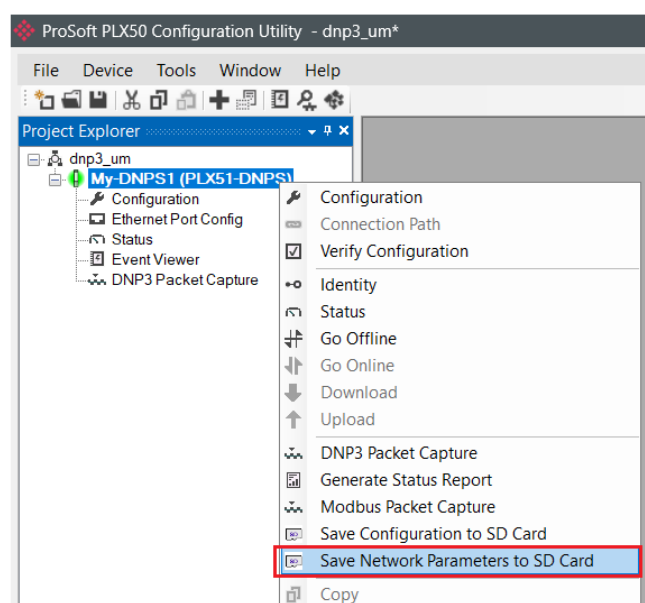 ProSoft PLX50 Configuration Utility - dnp3_um*
File Device Tools Window Help
Project Explorer
dnp3_um
My-DNPS1 (PLX51-DNPS)
Configuration
Ethernet Port Config
Status
Event Viewer
DNP3 Packet Capture
Configuration
Connection Path
Verify Configuration
Identity
Status
Go Offline
Go Online
Download
Upload
DNP3 Packet Capture
Generate Status Report
Modbus Packet Capture
Save Configuration to SD Card
Save Network Parameters to SD Card
Copy